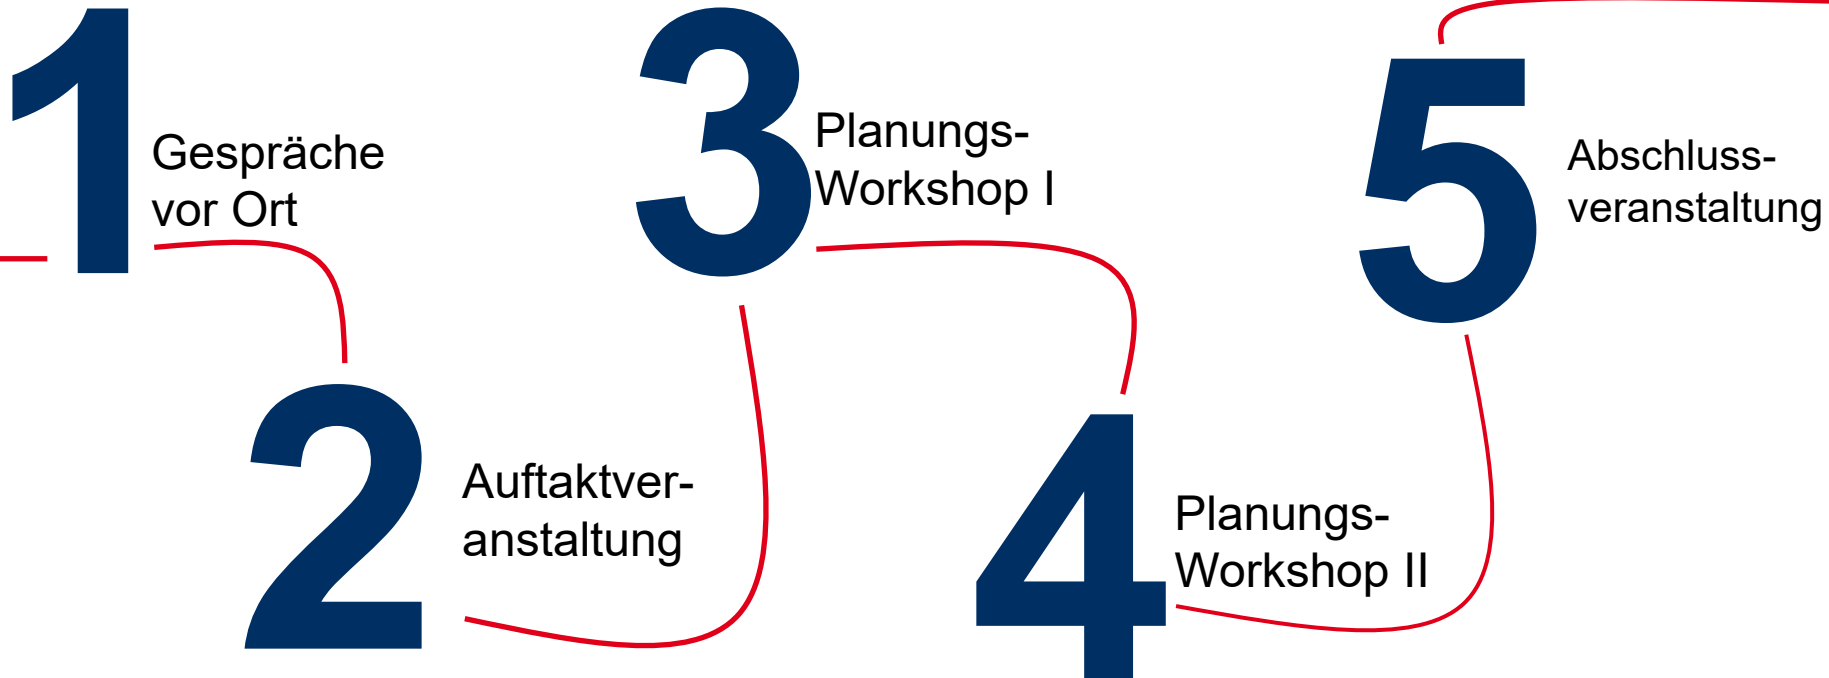 1
Gespräche
vor Ort
2
Auftaktver-
anstaltung
3
Planungs-
Workshop I
4
Planungs-
Workshop II
5
Abschluss-
veranstaltung